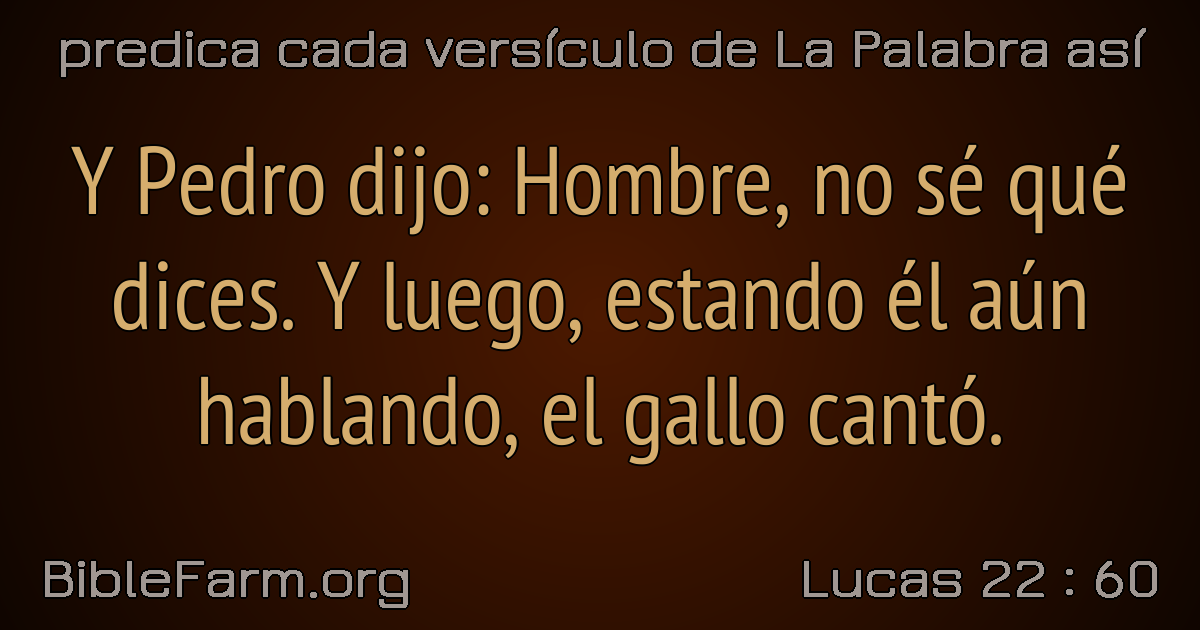 predica cada versículo de La Palabra así
Y Pedro dijo: Hombre, no sé qué
dices. Y luego, estando él aún
hablando, el gallo cantó.
BibleFarm.org
Lucas 22 : 60